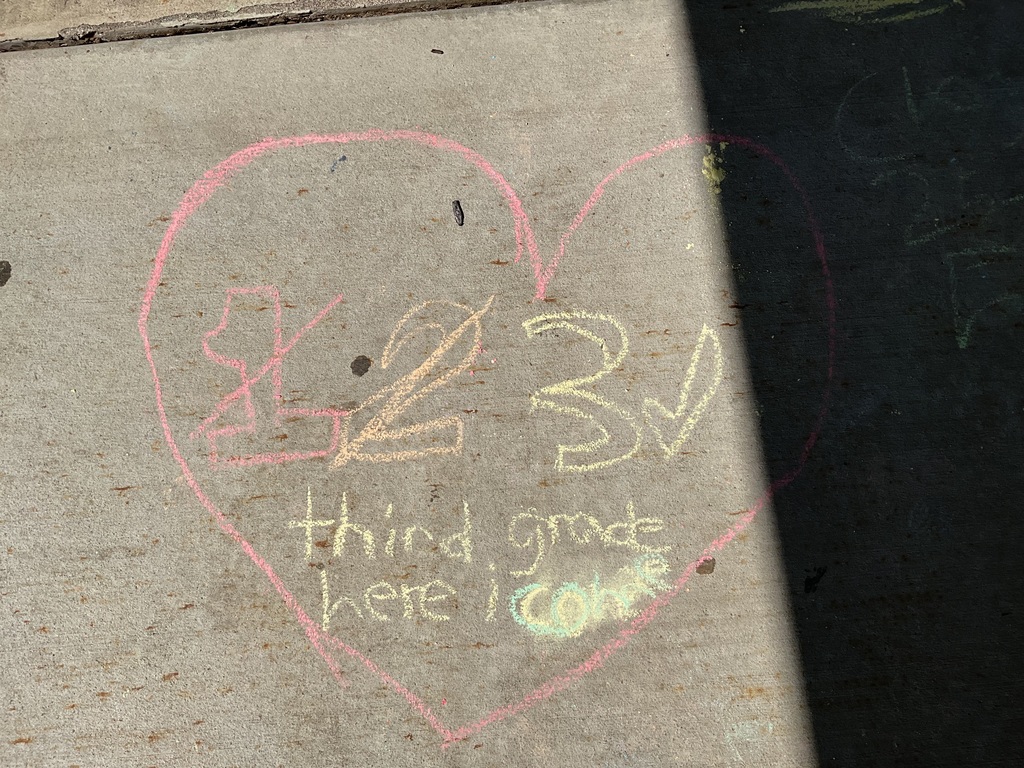 1 2 3✓
third grade
here i come